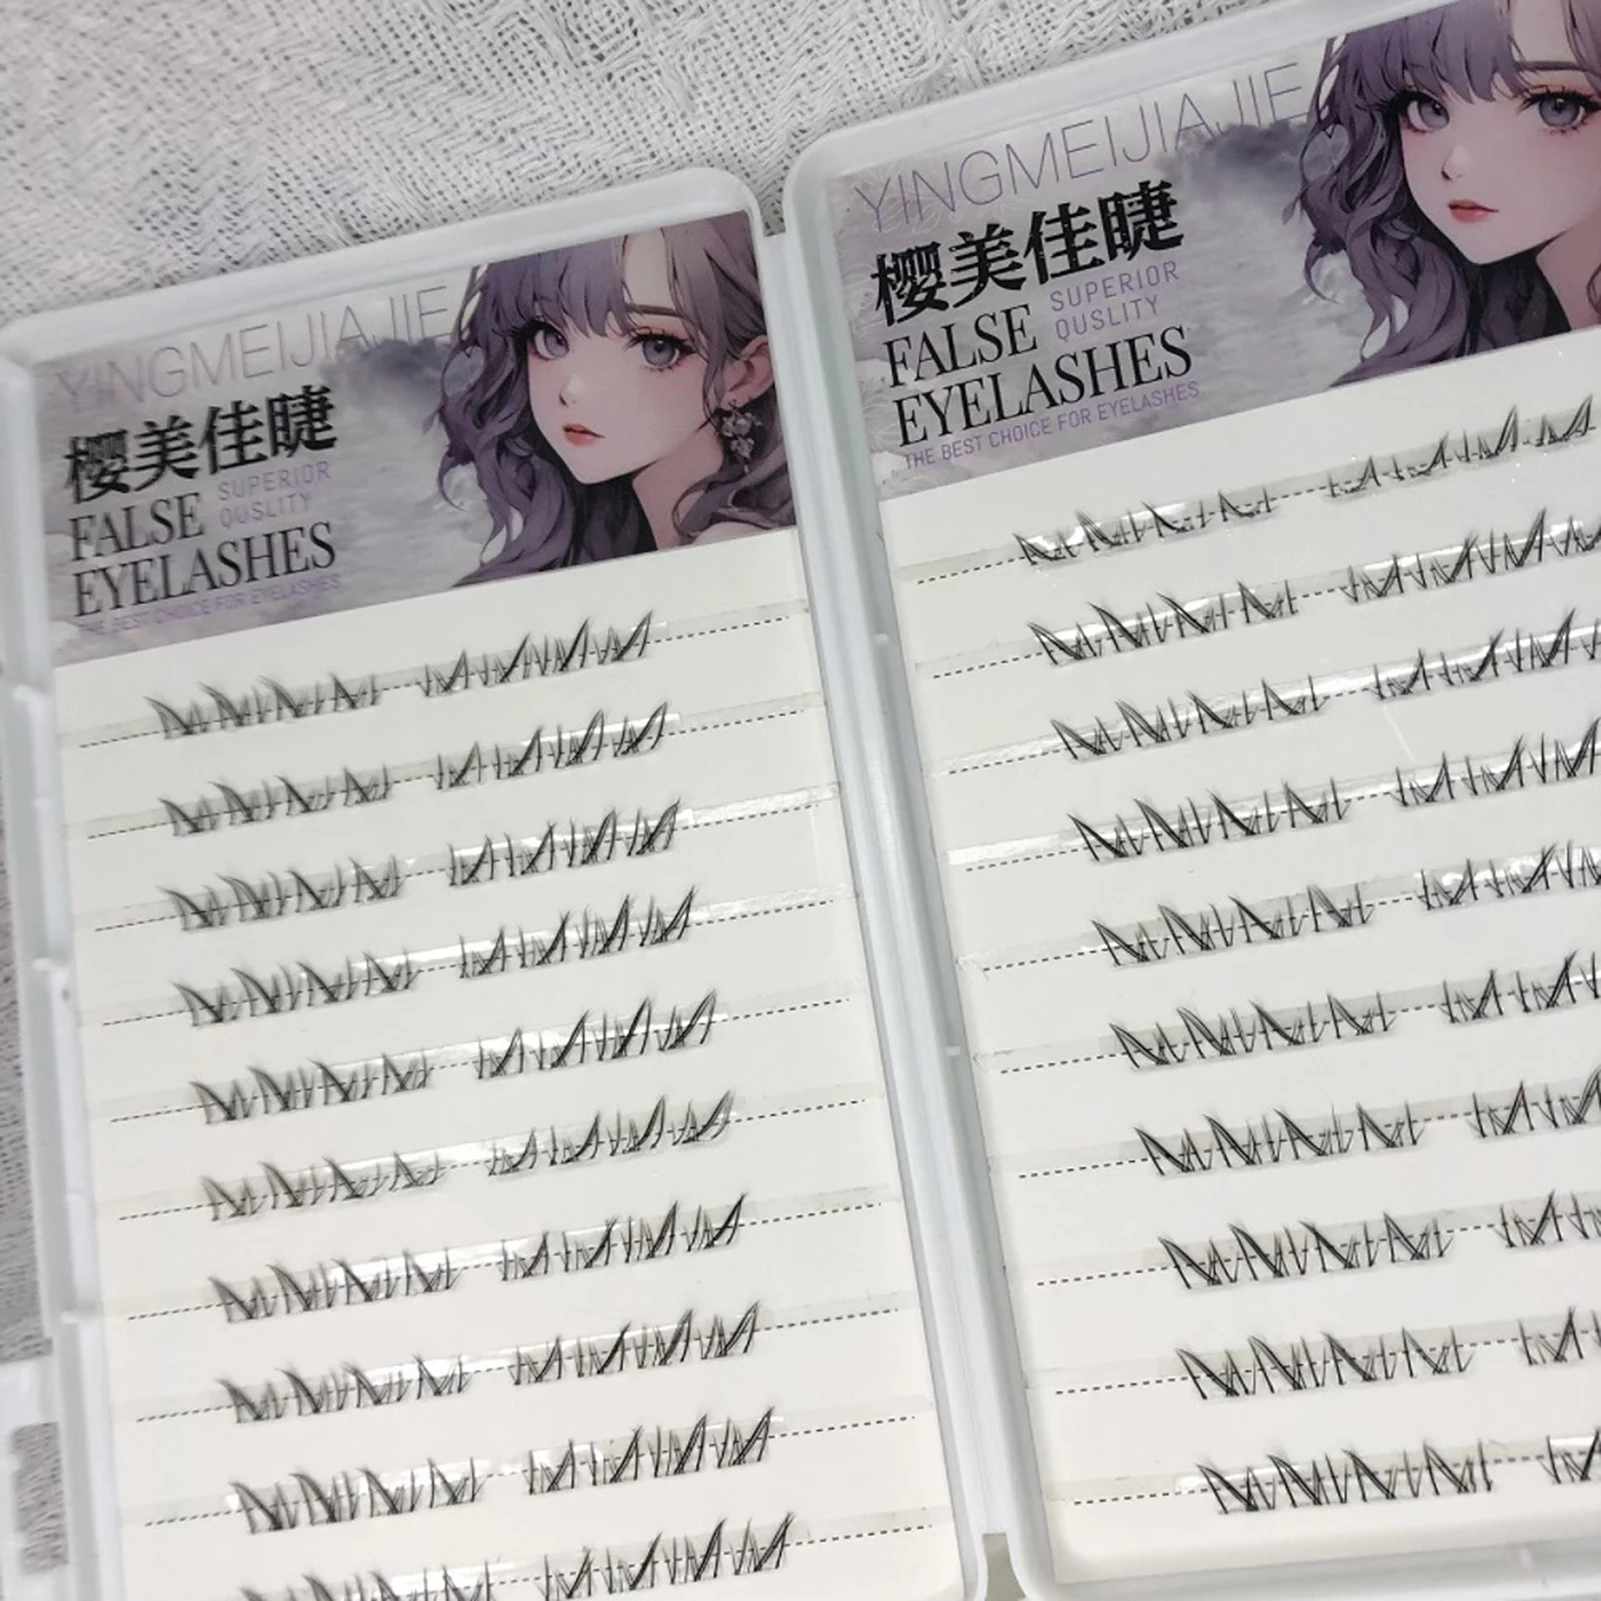 YINGMEIJIAJIE
櫻美佳睫
FALSE SUPERIOR
QUSLITY
EYELASHES
THE BEST CHOICE FOR EYELASHES
YINGMEIJIAJIE
櫻美佳睫
FALSE SUPERIOR
QUSLITY
EYELASHES
THE BEST CHOICE FOR EYELASHES